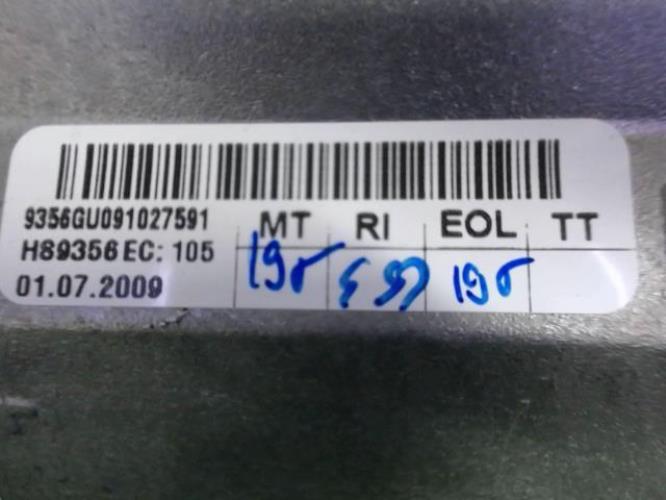 9356GU091027591
H89356 EC: 105
01.07.2009
MT RI EOL TT